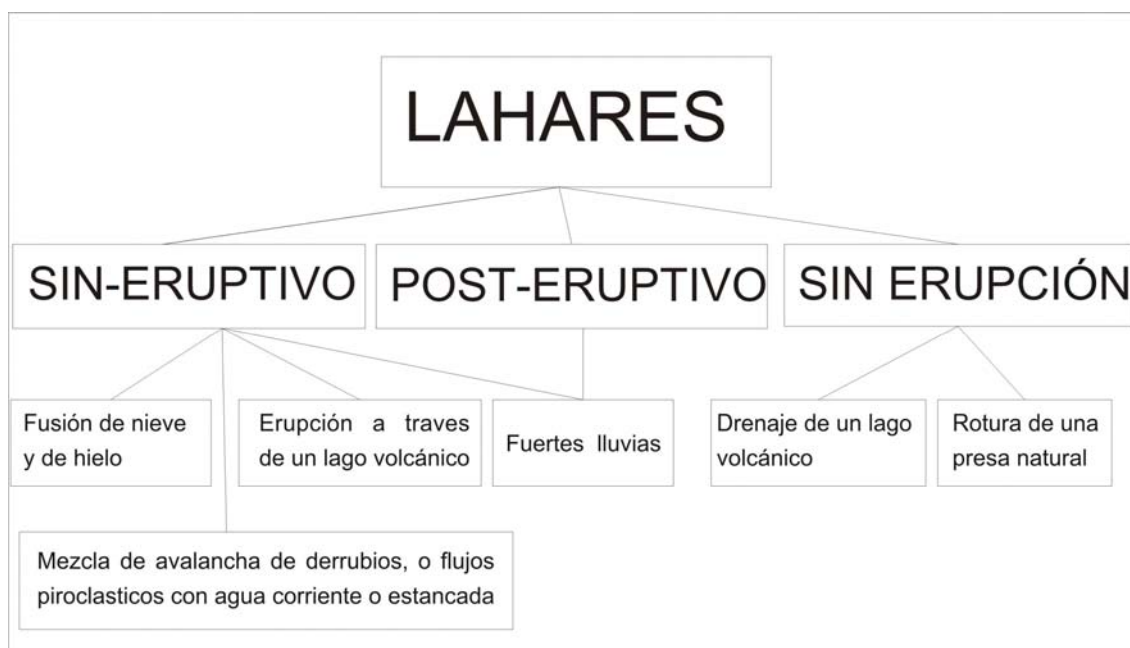 LAHARES
SIN-ERUPTIVO
POST-ERUPTIVO
SIN ERUPCIÓN
Fusión de nieve
y de hielo
Erupción a traves
de un lago volcánico
Fuertes lluvias
Drenaje de un lago
volcánico
Rotura de una
presa natural
Mezcla de avalancha de derrubios, o flujos
piroclasticos con agua corriente o estancada